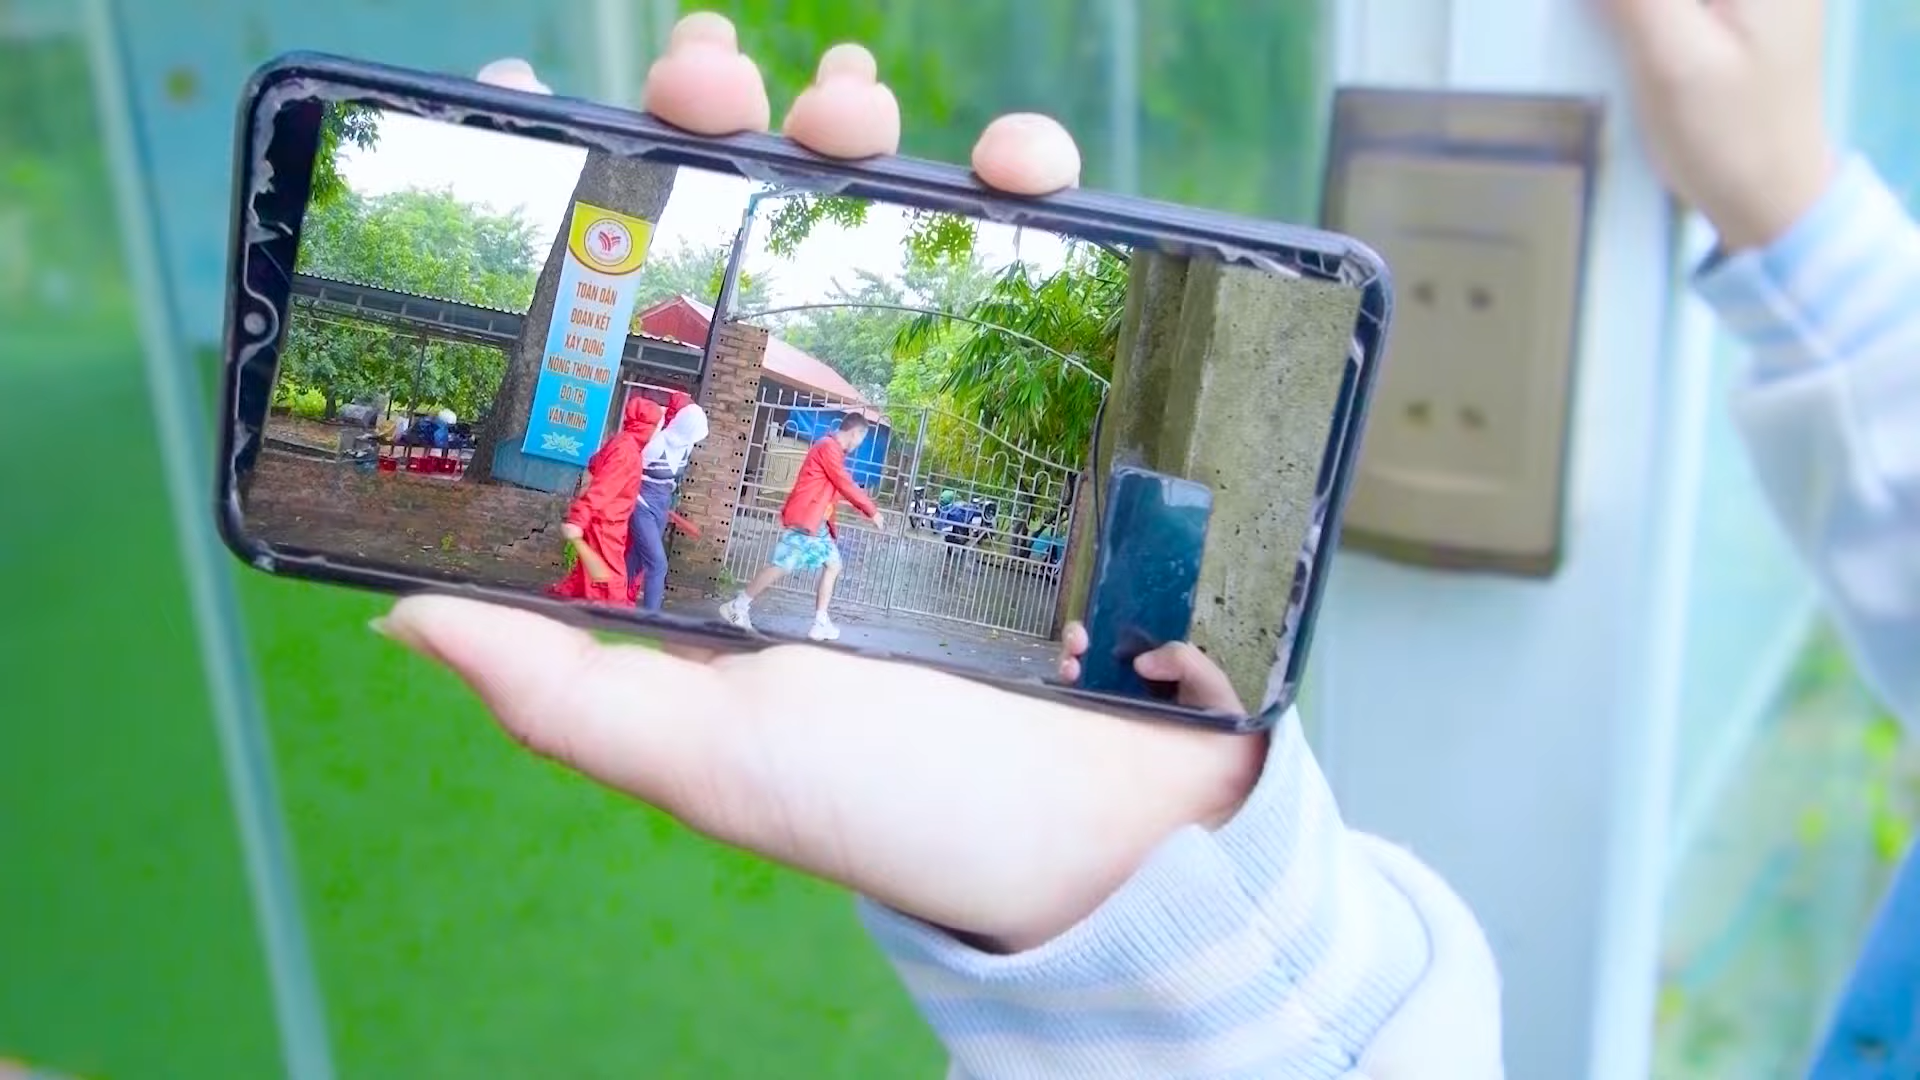 TOÀN DÂN
ĐOÀN KẾT
XÂY DỰNG
NÔNG THÔN MỚI
ĐÔ THỊ
VĂN MINH